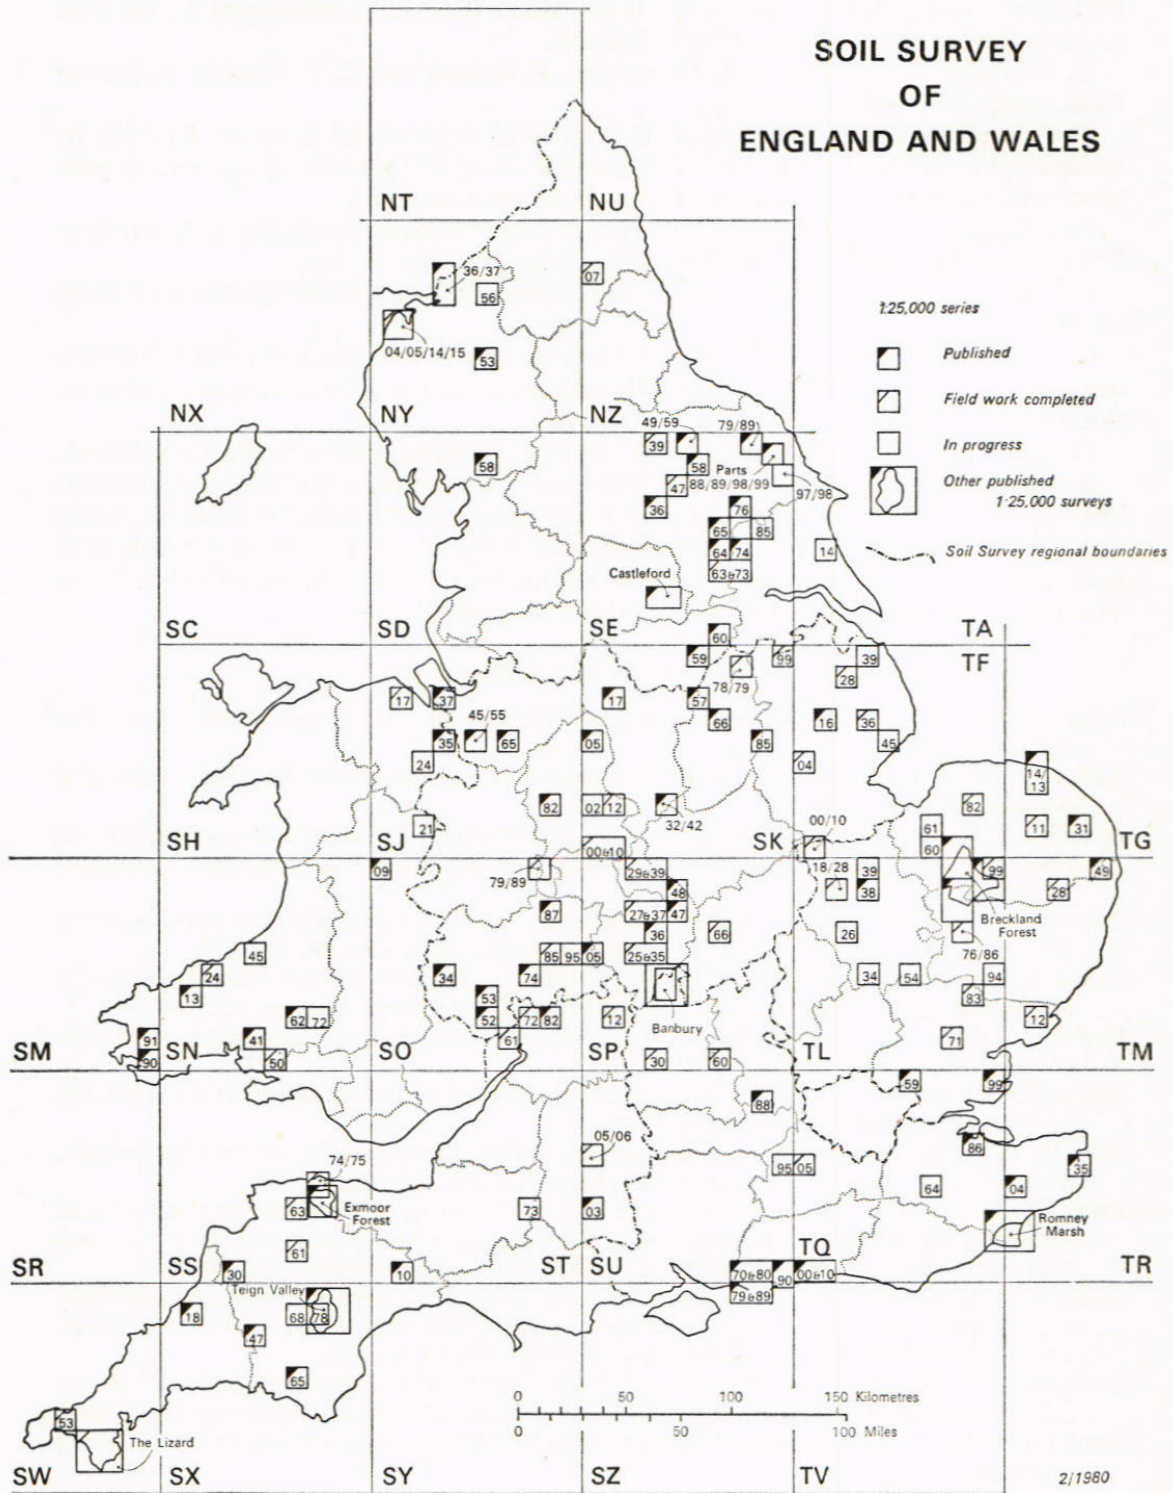 SOIL SURVEY
OF
ENGLAND AND WALES
NT
NU
36/37
07
56
1:25,000 series
04/05/14/15
Published
53
Field work completed
NX
NY
NZ
49/59
79/89
39
In progress
58
58
Parts
88/89/98/99
Other published
1:25,000 surveys
47
97/98
36
76
65
85
64
74
14
Soil Survey regional boundaries
63&73
Castleford
SC
SD
SE
60
TA
59
99
39
TF
78/79
28
17
37
17
57
45/55
66
16
36
35
65
05
85
45
24
04
14/
13
82
02
12
82
32/42
21
00/10
61
11
31
SH
SJ
00&10
SK
60
TG
09
79/89
29&39
18/28
39
99
49
48
38
28
87
27&37
47
Breckland
Forest
36
66
26
76/86
45
85
95
05
25&35
24
34
74
34
54
94
13
53
83
62
72
52
72
82
12
Banbury
12
91
41
61
71
SM
90
SN
50
SO
SP
30
60
TL
TM
59
99
88
05/06
86
74/75
95
05
35
63
Exmoor
Forest
73
03
64
04
Romney
Marsh
61
TQ
SR
SS
30
10
ST
SU
70&80
90
00&10
TR
Teign Valley
79&89
18
68
78
47
65
0 50 100 150 Kilometres
53
0 50 100 Miles
The Lizard
SW
SX
SY
SZ
TV
2/1980